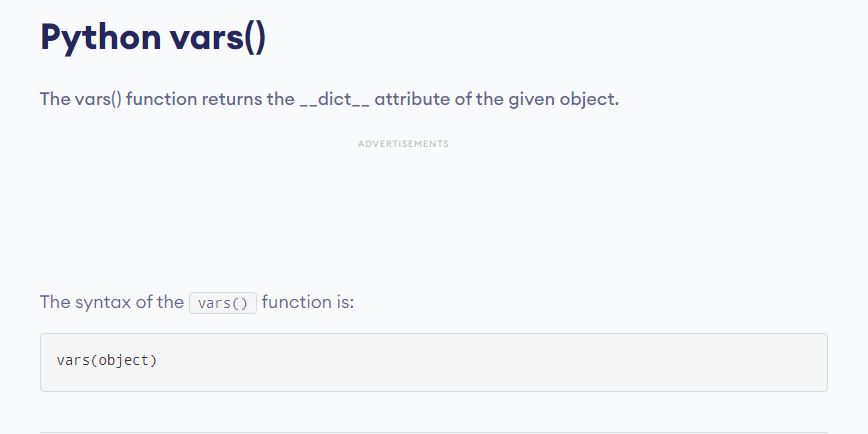 Python vars()
The vars() function returns the __dict__ attribute of the given object.
ADVERTISEMENTS
The syntax of the vars() function is:
vars(object)